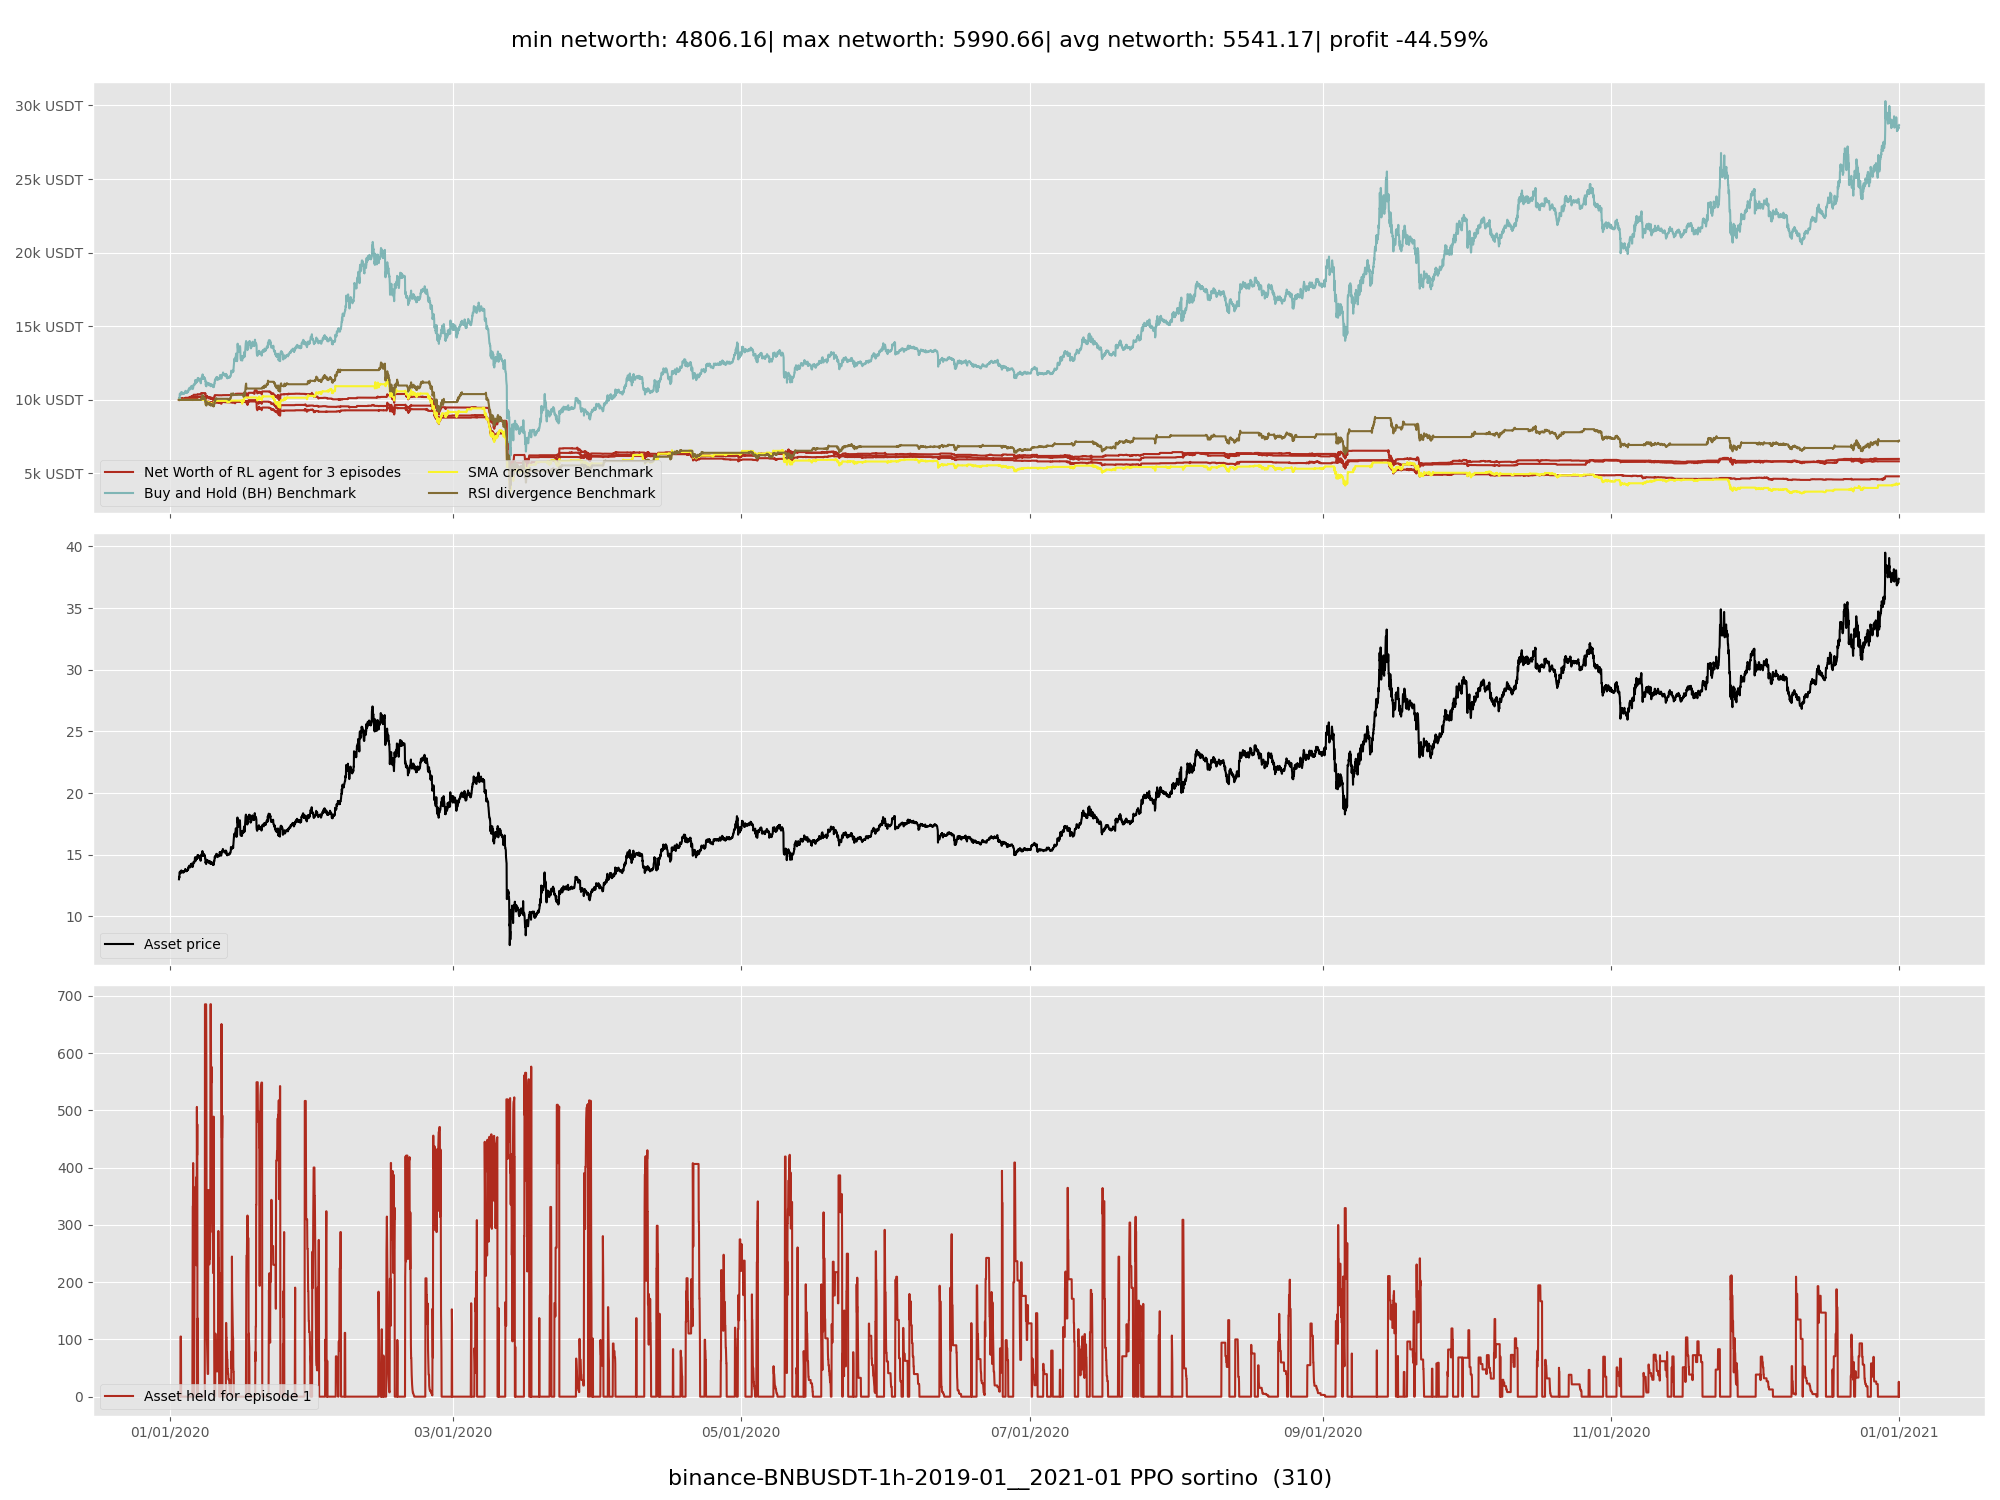 min networth: 4806.16| max networth: 5990.66| avg networth: 5541.17| profit -44.59%
30k USDT
25k USDT
20k USDT
15k USDT
10k USDT
5k USDT
Net Worth of RL agent for 3 episodes
Buy and Hold (BH) Benchmark
SMA crossover Benchmark
RSI divergence Benchmark
40
35
30
25
20
15
10
Asset price
700
600
500
400
300
200
100
0
Asset held for episode 1
01/01/2020 03/01/2020 05/01/2020 07/01/2020 09/01/2020 11/01/2020 01/01/2021
binance-BNBUSDT-1h-2019-01__2021-01 PPO sortino  (310)